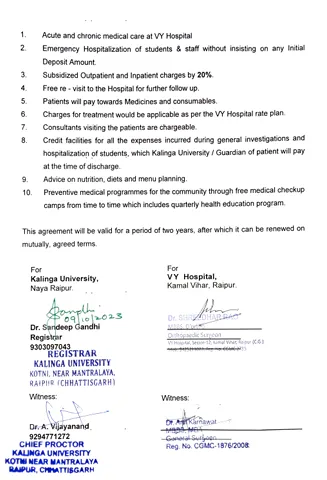 1. Acute and chronic medical care at VY Hospital
2. Emergency Hospitalization of students & staff without insisting on any Initial
Deposit Amount.
3. Subsidized Outpatient and Inpatient charges by 20%.
4. Free re - visit to the Hospital for further follow up.
5. Patients will pay towards Medicines and consumables.
6. Charges for treatment would be applicable as per the VY Hospital rate plan.
7. Consultants visiting the patients are chargeable.
8. Credit facilities for all the expenses incurred during general investigations and
hospitalization of students, which Kalinga University / Guardian of patient will pay
at the time of discharge.
9. Advice on nutrition, diets and menu planning.
10. Preventive medical programmes for the community through free medical checkup
camps from time to time which includes quarterly health education program.
This agreement will be valid for a period of two years, after which it can be renewed on
mutually, agreed terms.
For
Kalinga University,
Naya Raipur.
09/10/2023
Dr. Sandeep Gandhi
Registrar
9303097043
REGISTRAR
KALINGA UNIVERSITY
KOTNI, NEAR MANTRALAYA,
RAIPUR (CHHATTISGARH)
Witness:
Dr. A. Vijayanand
9294771272
CHIEF PROCTOR
KALINGA UNIVERSITY
KOTNI NEAR MANTRALAYA
RAIPUR, CHHATTISGARH
For
VY Hospital,
Kamal Vihar, Raipur.
Dr.
Orthopaedic Surgeon
Witness:
Dr. Karnawat
General Surgeon
Reg. No. CGMC-1876/2008